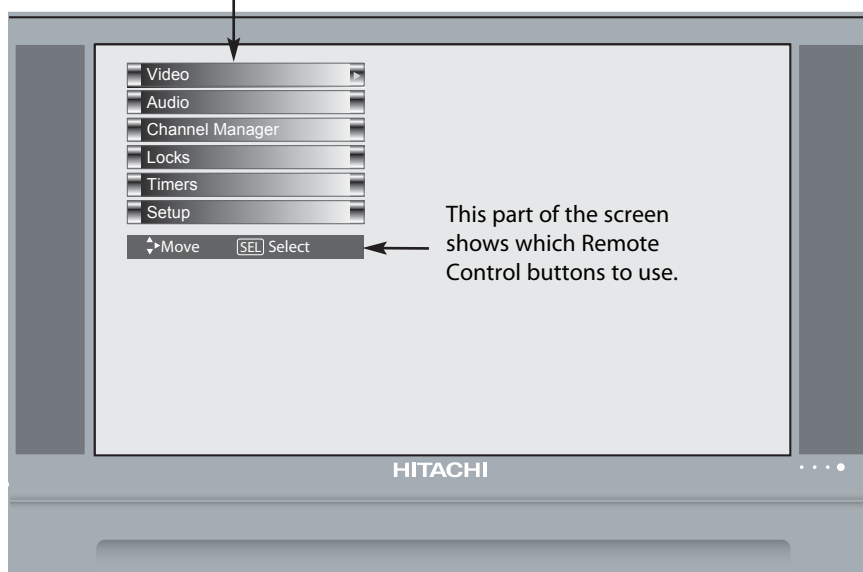 Video
Audio
Channel Manager
Locks
Timers
Setup
Move SEL Select
This part of the screen
shows which Remote
Control buttons to use.
HITACHI